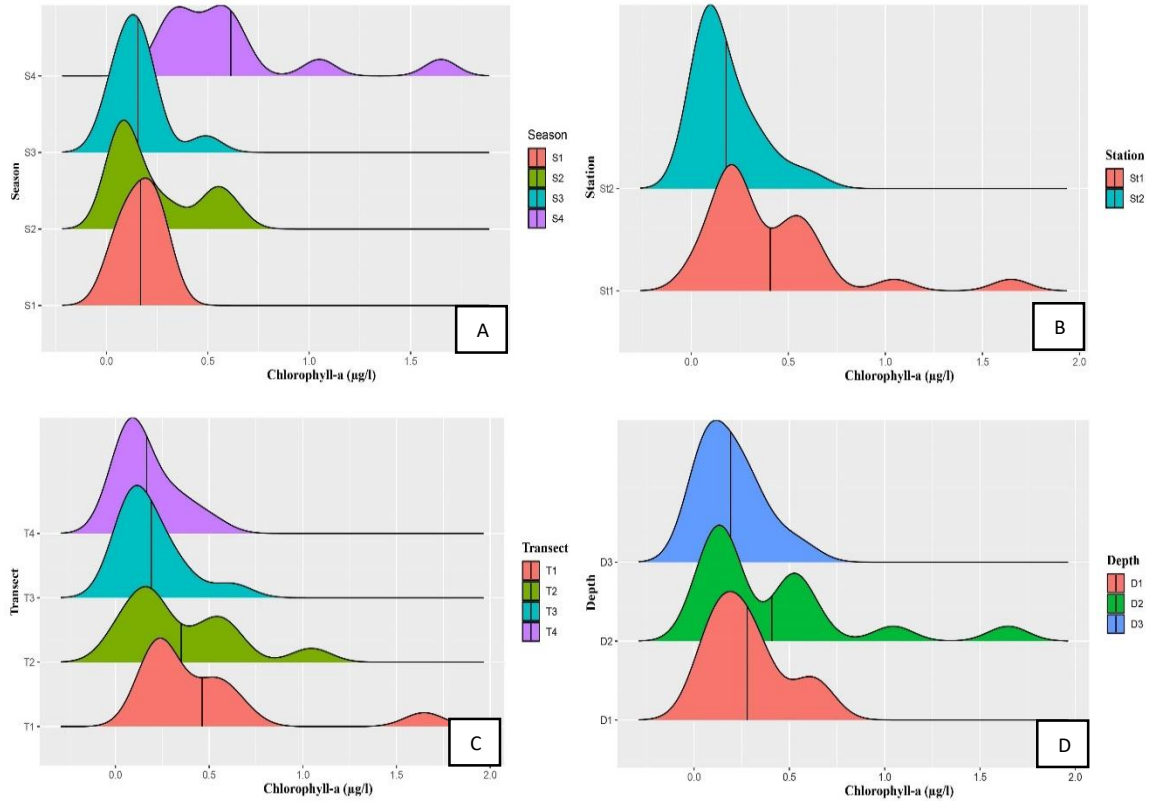 S4
S3
S2
S1
Season
0.0 0.5 1.0 1.5
Chlorophyll-a (µg/l)
Season
S1
S2
S3
S4
A
St2
St1
Station
0.0 0.5 1.0 1.5 2.0
Chlorophyll-a (µg/l)
Station
St1
St2
B
T4
T3
T2
T1
Transect
0.0 0.5 1.0 1.5 2.0
Chlorophyll-a (µg/l)
Transect
T1
T2
T3
T4
C
D3
D2
D1
Depth
0.0 0.5 1.0 1.5 2.0
Chlorophyll-a (µg/l)
Depth
D1
D2
D3
D